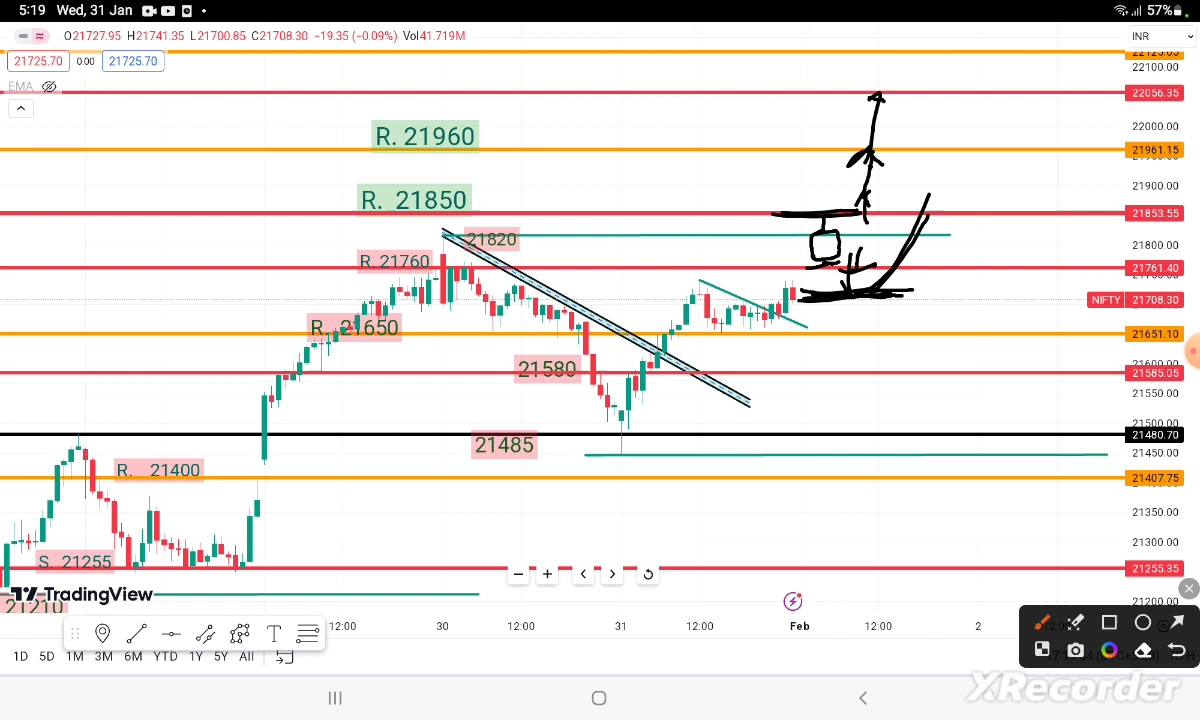 5:19 Wed, 31 Jan • 57%
O21727.95 H21741.35 L21700.85 C21708.30 −19.35 (−0.09%) Vol41.719M INR
21725.70 0.00 21725.70
22100.00
EMA
22056.35
R. 21960
22000.00
21961.15
R. 21850
21900.00
21853.55
21820
21800.00
R.21760
21761.40
NIFTY 21708.30
R. 21650
21651.10
21580
21600.00
21585.05
21550.00
21500.00
21485
21480.70
21450.00
R. 21400
21407.75
21350.00
21300.00
S. 21255
21255.35
TradingView
21200.00
21210
12:00 30 12:00 31 12:00 Feb 12:00 2
T
1D 5D 1M 3M 6M YTD 1Y 5Y All
XRecorder